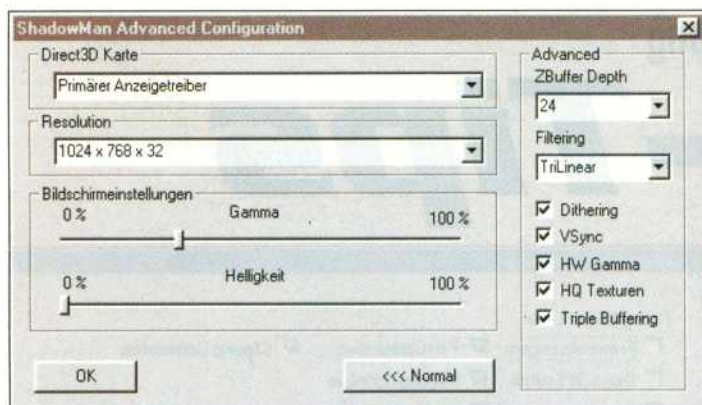 ShadowMan Advanced Configuration
Direct3D Karte
Primärer Anzeigetreiber
Resolution
1024 x 768 x 32
Bildschirmeinstellungen
0 % Gamma 100 %
0 % Helligkeit 100 %
OK
<<< Normal
Advanced
ZBuffer Depth
24
Filtering
TriLinear
Dithering
VSync
HW Gamma
HQ Texturen
Triple Buffering